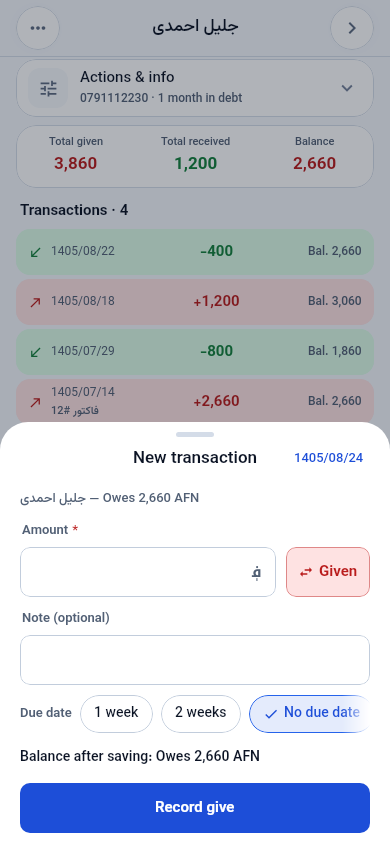 جلیل احمدی
Actions & info
0791112230 · 1 month in debt
Total given Total received Balance
3,860 1,200 2,660
Transactions · 4
1405/08/22 -400 Bal. 2,660
1405/08/18 +1,200 Bal. 3,060
1405/07/29 -800 Bal. 1,860
1405/07/14 +2,660 Bal. 2,660
فاکتور #12
New transaction 1405/08/24
جلیل احمدی — Owes 2,660 AFN
Amount *
؋ Given
Note (optional)
Due date 1 week 2 weeks No due date
Balance after saving: Owes 2,660 AFN
Record give